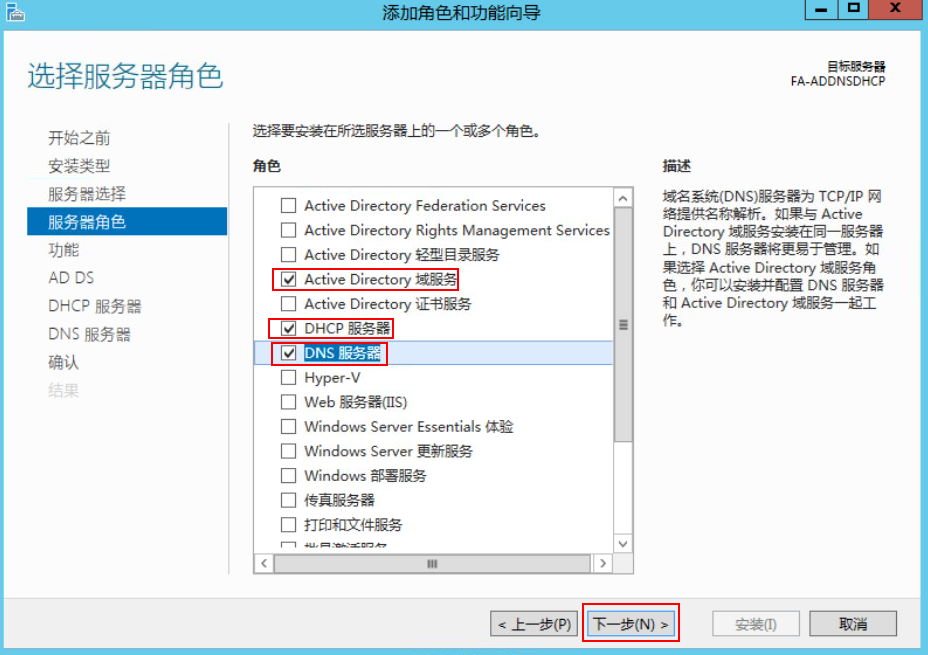 添加角色和功能向导
选择服务器角色
目标服务器
FA-ADDNSDHCP
开始之前
安装类型
服务器选择
服务器角色
功能
AD DS
DHCP 服务器
DNS 服务器
确认
结果
选择要安装在所选服务器上的一个或多个角色。
角色
Active Directory Federation Services
Active Directory Rights Management Services
Active Directory 轻型目录服务
Active Directory 域服务
Active Directory 证书服务
DHCP 服务器
DNS 服务器
Hyper-V
Web 服务器(IIS)
Windows Server Essentials 体验
Windows Server 更新服务
Windows 部署服务
传真服务器
打印和文件服务
批量激活服务
描述
域名系统(DNS)服务器为 TCP/IP 网
络提供名称解析。如果与 Active
Directory 域服务安装在同一服务器
上，DNS 服务器将更易于管理。如
果选择 Active Directory 域服务角
色，你可以安装并配置 DNS 服务器
和 Active Directory 域服务一起工
作。
< 上一步(P)
下一步(N) >
安装(I)
取消